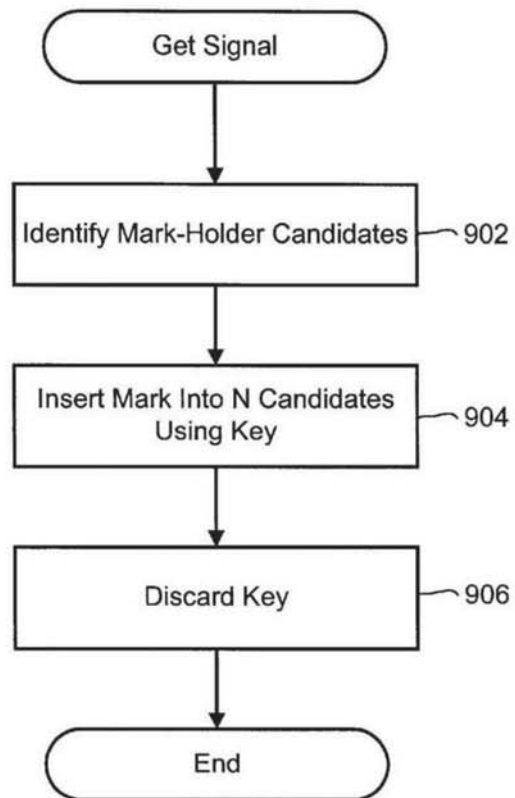 Get Signal
Identify Mark-Holder Candidates
902
Insert Mark Into N Candidates
Using Key
904
Discard Key
906
End